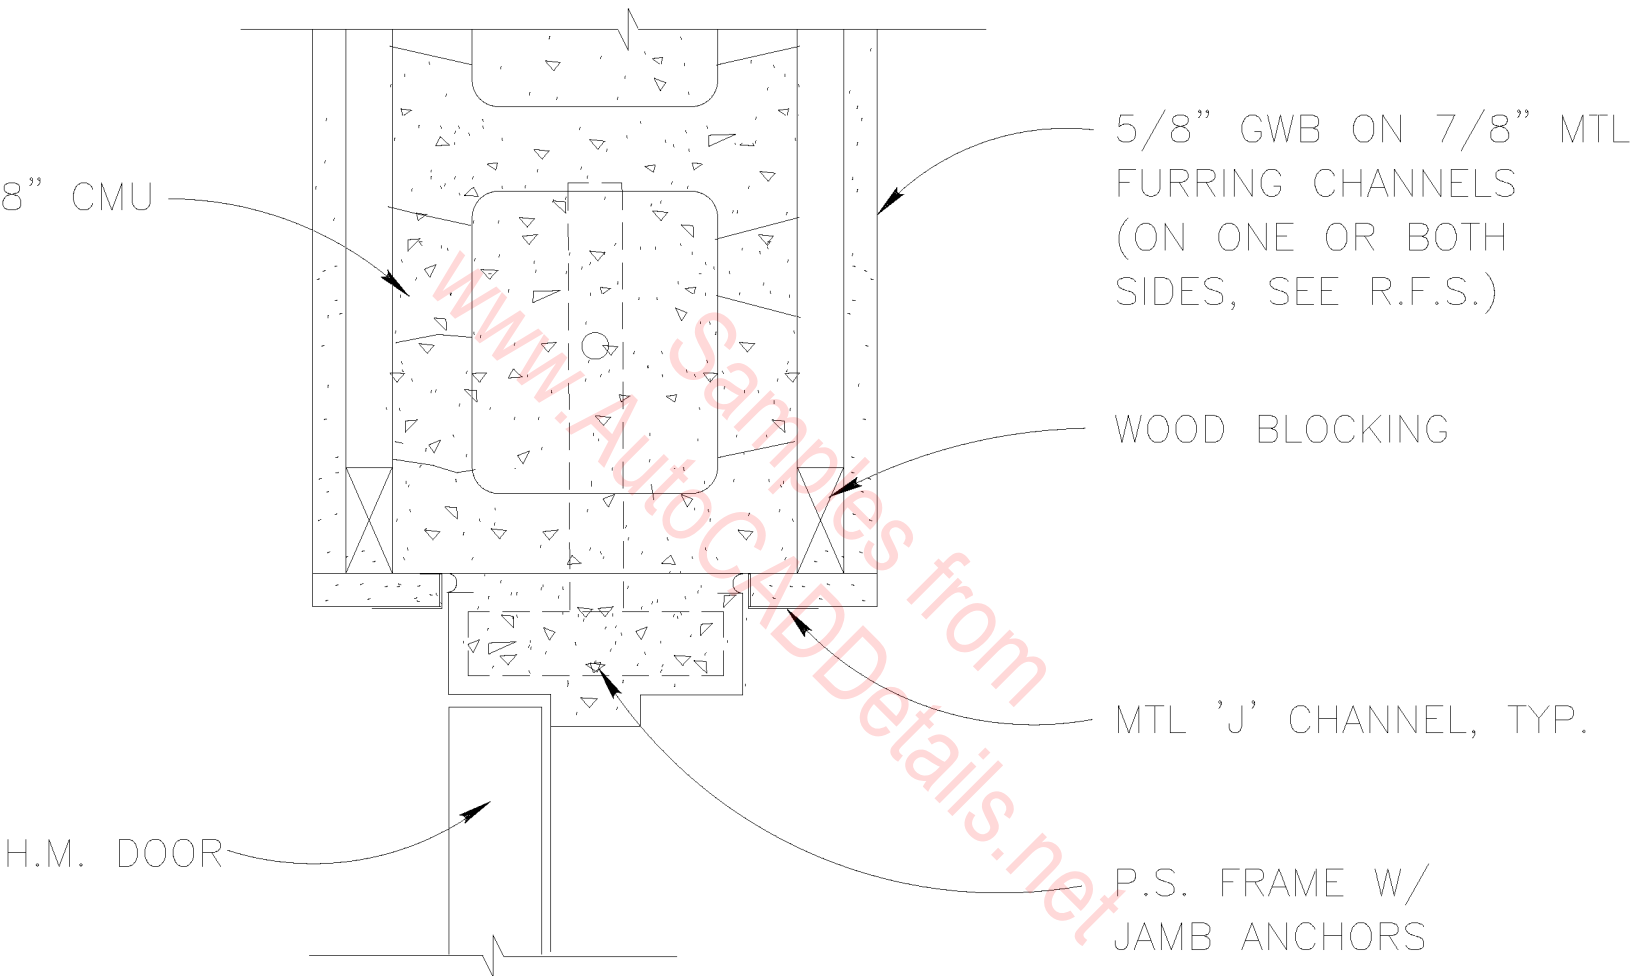 5/8” GWB ON 7/8” MTL
FURRING CHANNELS
(ON ONE OR BOTH
SIDES, SEE R.F.S.)
8” CMU
WOOD BLOCKING
MTL 'J' CHANNEL, TYP.
H.M. DOOR
P.S. FRAME W/
JAMB ANCHORS
Samples from
www.AutoCADDetails.net